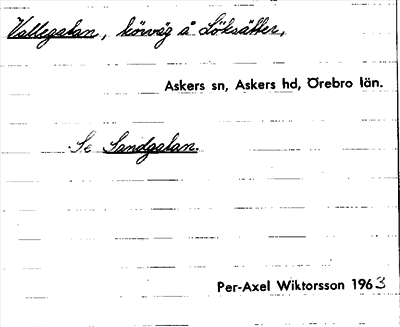 Vallegatan, körväg å Löksätter,
Askers sn, Askers hd, Örebro län.
Se Sandgatan.
Per-Axel Wiktorsson 1963